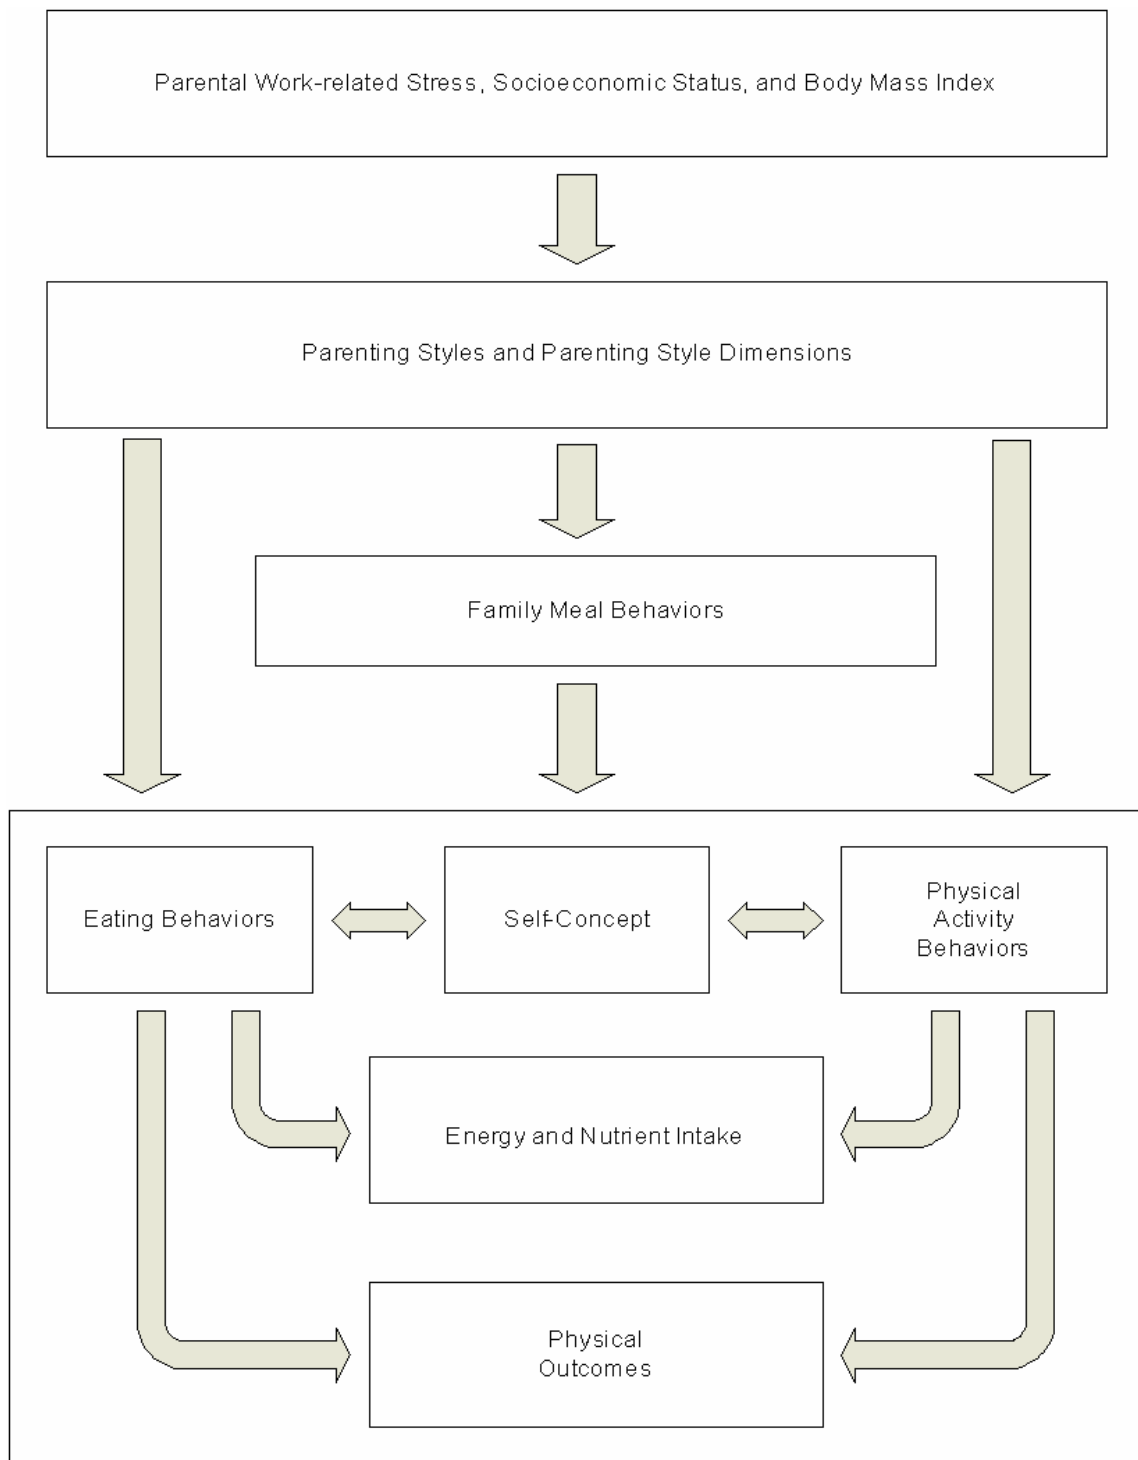 Parental Work-related Stress, Socioeconomic Status, and Body Mass Index
Parenting Styles and Parenting Style Dimensions
Family Meal Behaviors
Eating Behaviors
Self-Concept
Physical
Activity
Behaviors
Energy and Nutrient Intake
Physical
Outcomes